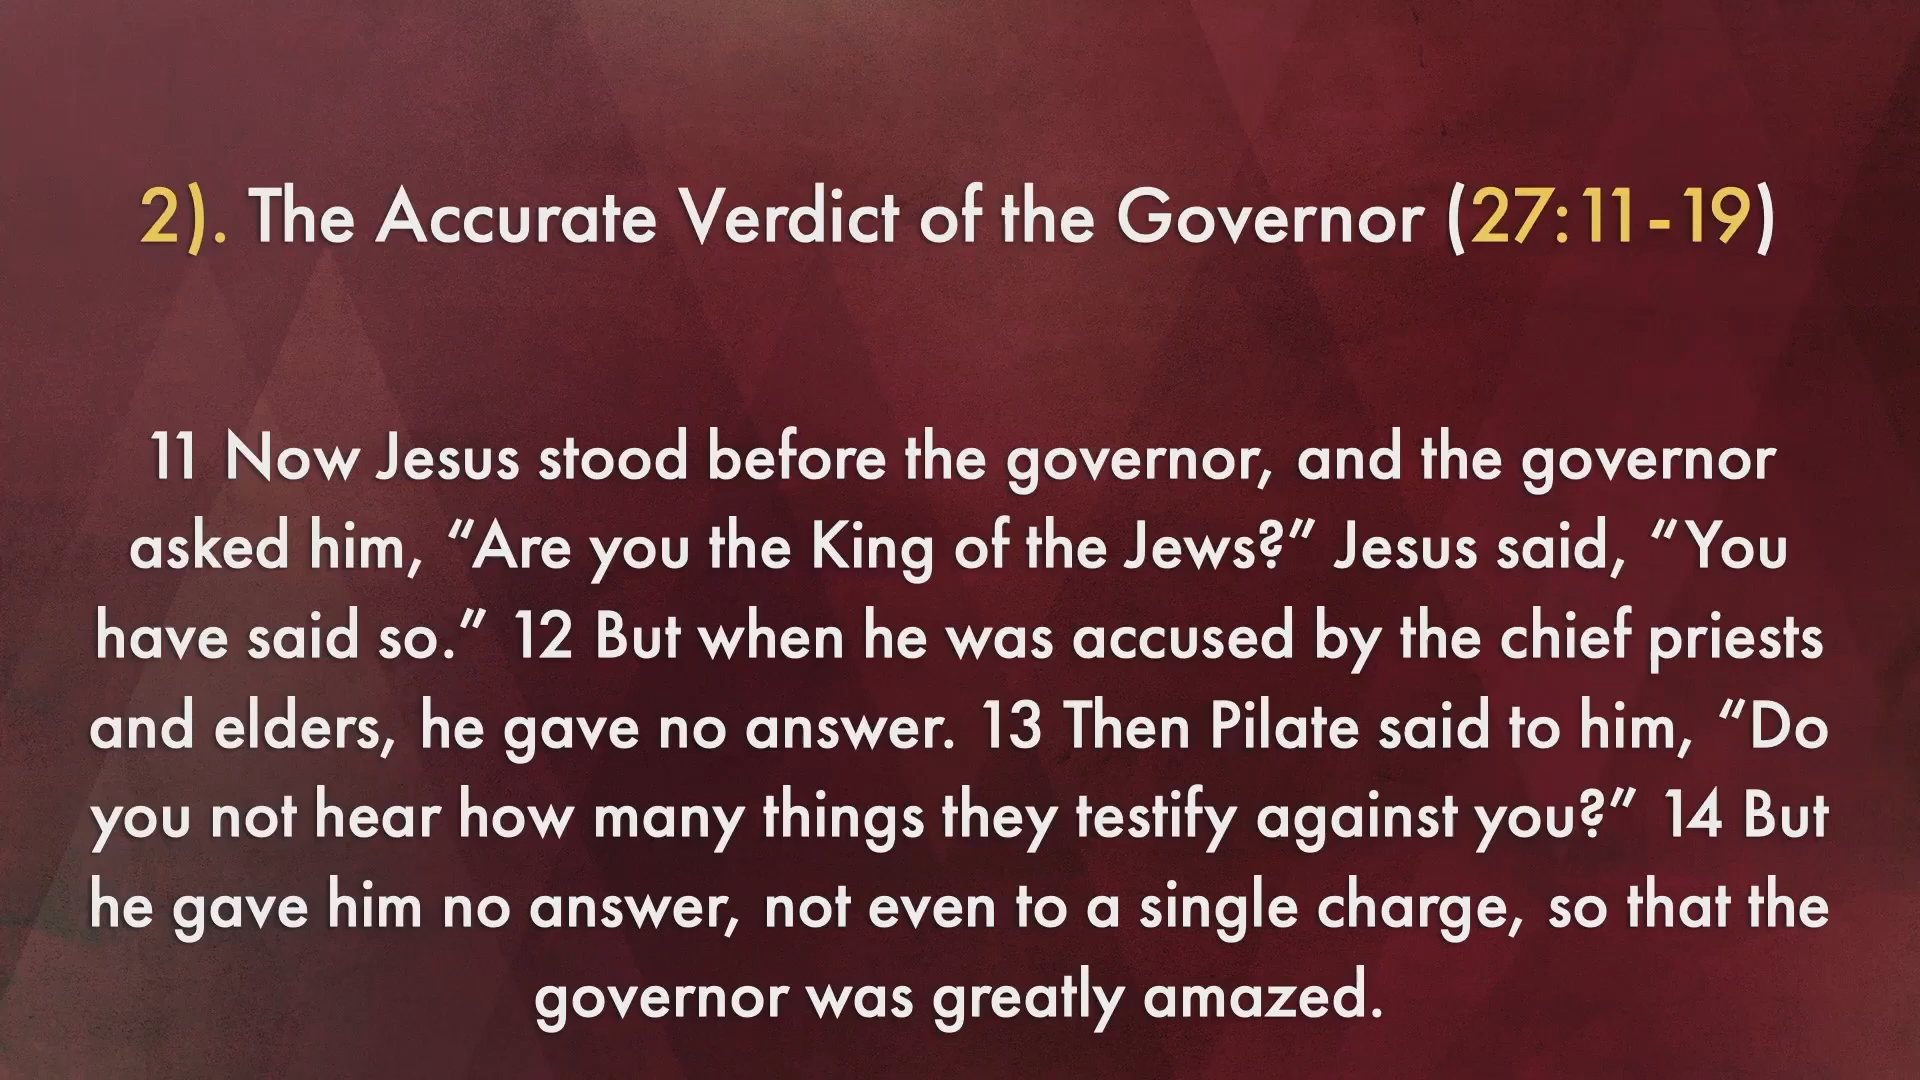 2). The Accurate Verdict of the Governor (27:11-19)
11 Now Jesus stood before the governor, and the governor
asked him, “Are you the King of the Jews?” Jesus said, “You
have said so.” 12 But when he was accused by the chief priests
and elders, he gave no answer. 13 Then Pilate said to him, “Do
you not hear how many things they testify against you?” 14 But
he gave him no answer, not even to a single charge, so that the
governor was greatly amazed.